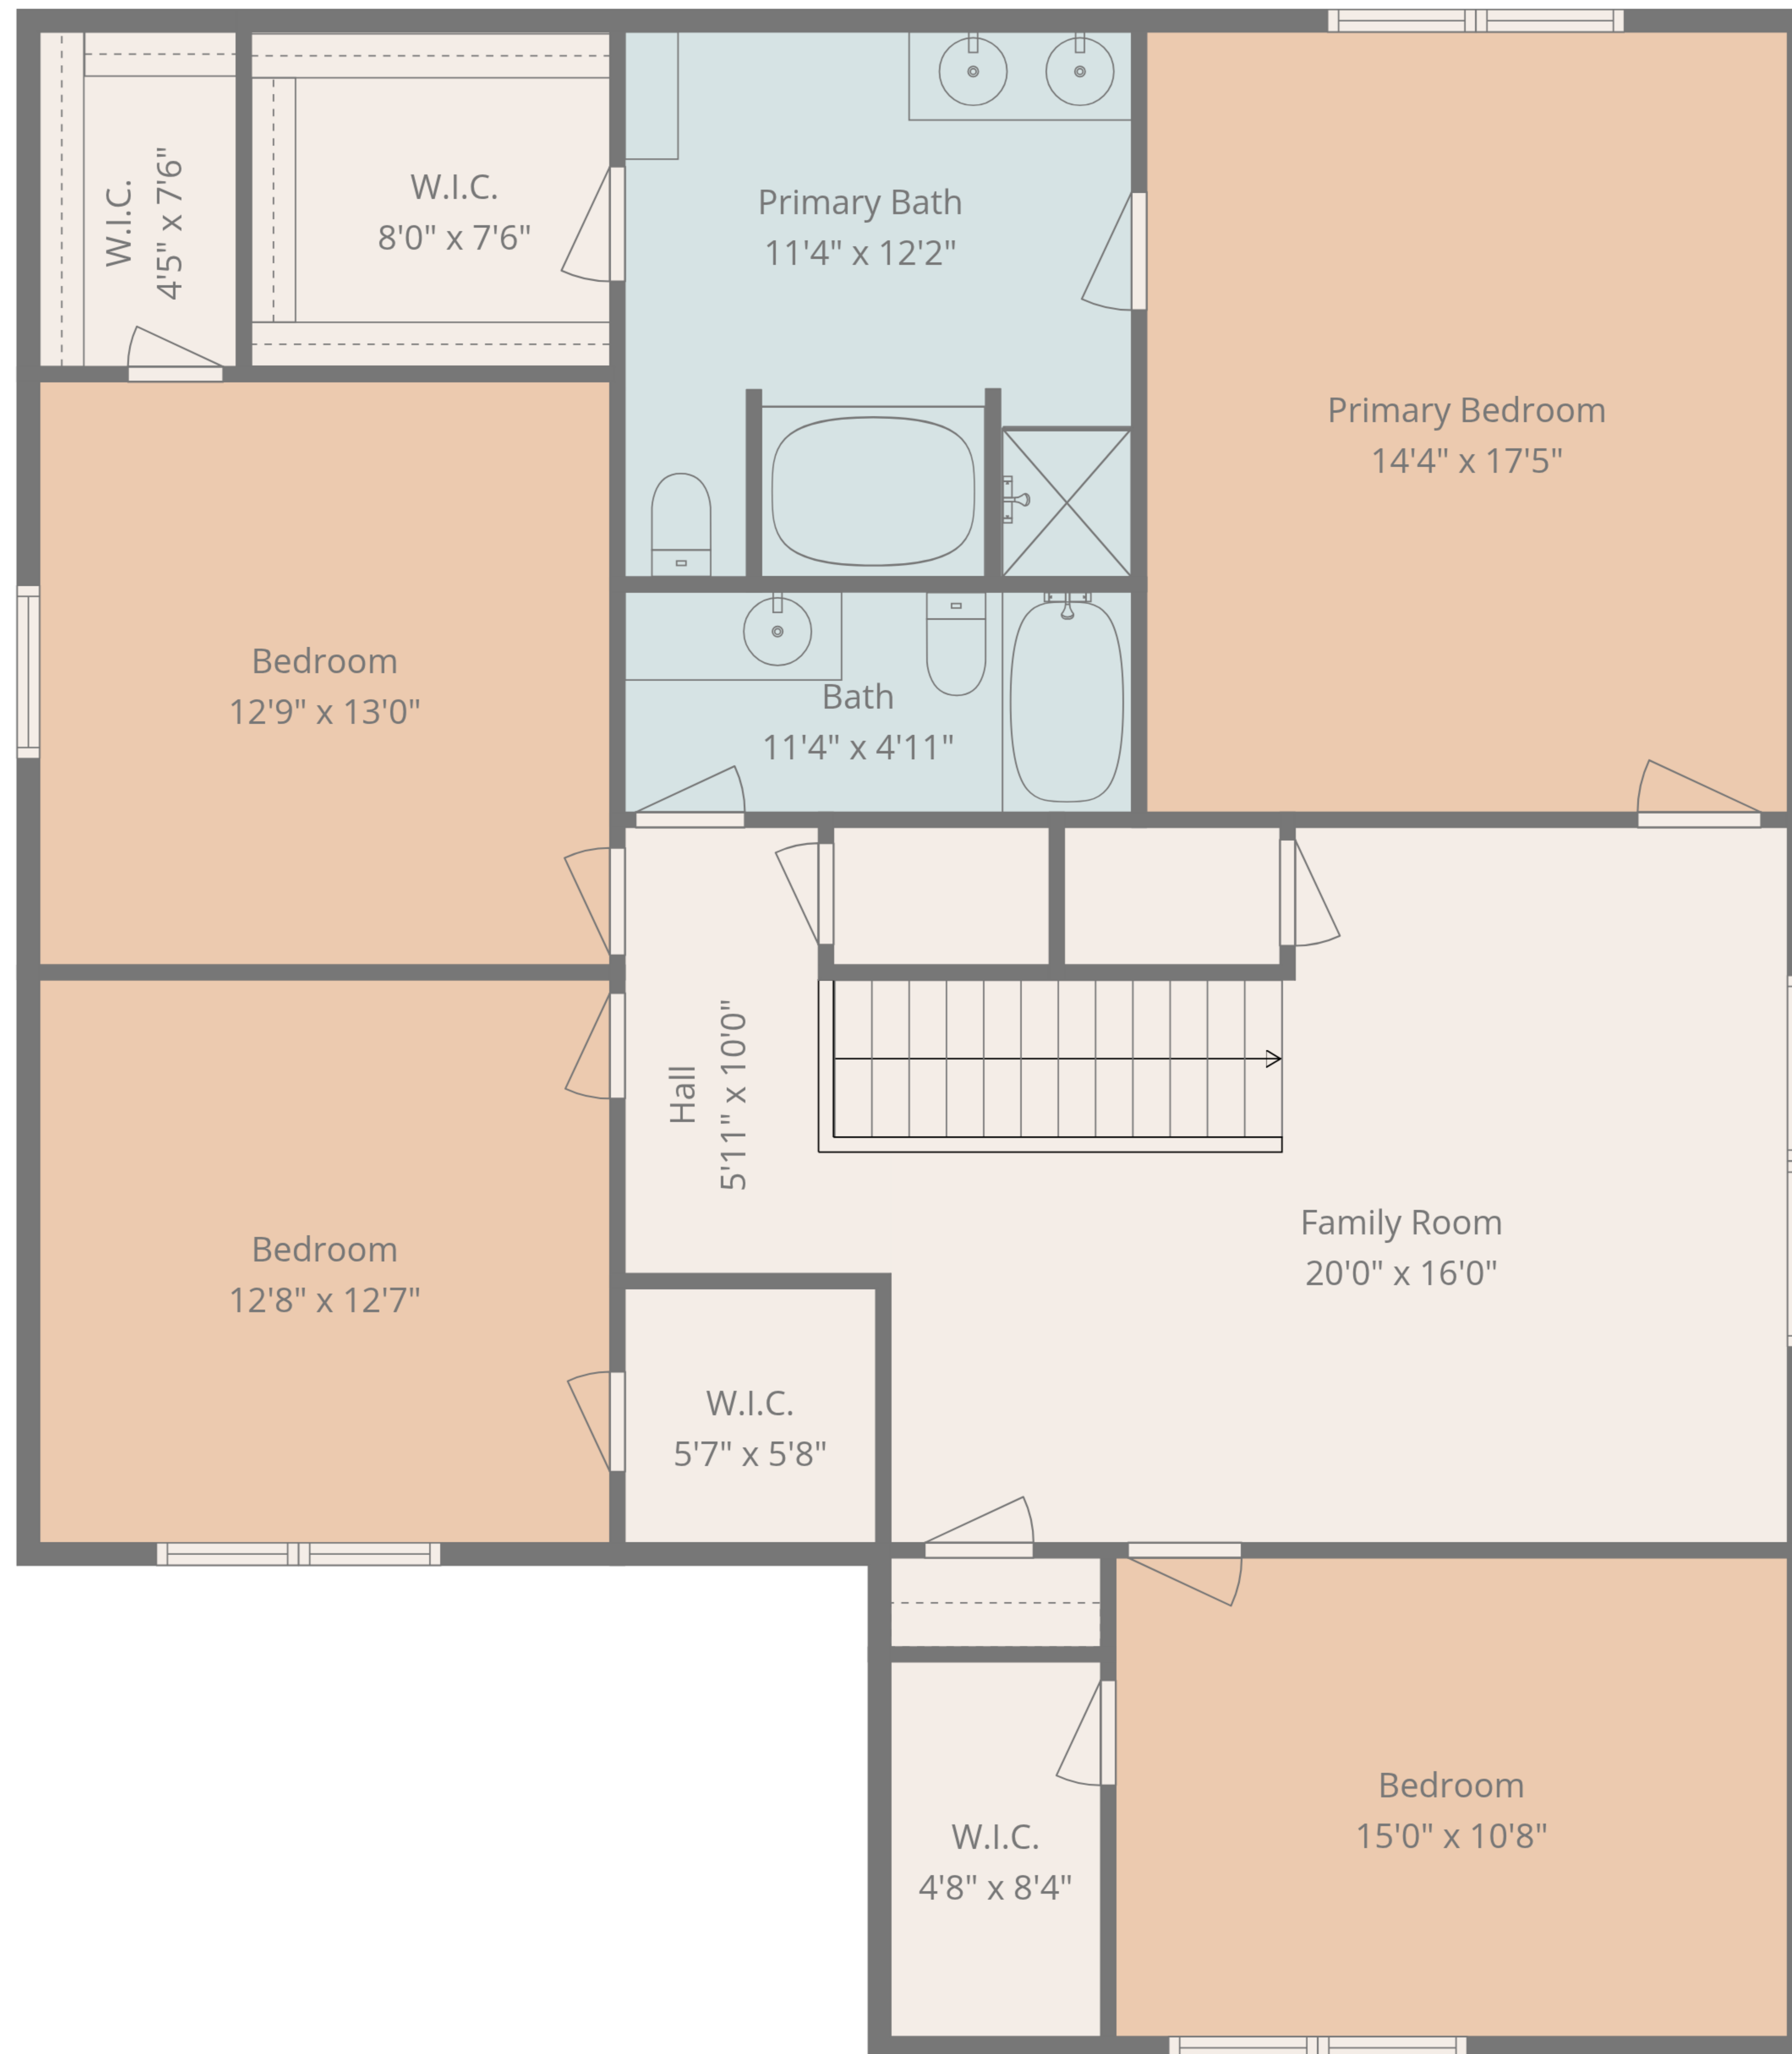 W.I.C.
4'5" x 7'6"
W.I.C.
8'0" x 7'6"
Primary Bath
11'4" x 12'2"
Primary Bedroom
14'4" x 17'5"
Bedroom
12'9" x 13'0"
Bath
11'4" x 4'11"
Hall
5'11" x 10'0"
Family Room
20'0" x 16'0"
Bedroom
12'8" x 12'7"
W.I.C.
5'7" x 5'8"
Bedroom
15'0" x 10'8"
W.I.C.
4'8" x 8'4"